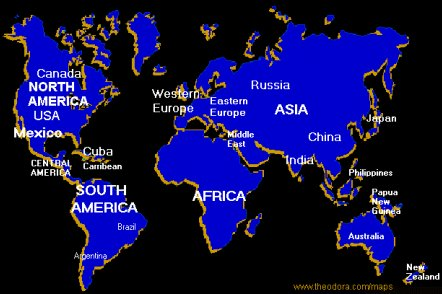 Canada
NORTH
AMERICA
USA
Mexico
Cuba
CENTRAL
AMERICA
Carribean
SOUTH
AMERICA
Brazil
Argentina
Western
Europe
Eastern
Europe
Russia
ASIA
Middle
East
China
Japan
India
Philippines
AFRICA
Papua
New
Guinea
Australia
New
Zealand
www.theodora.com/maps